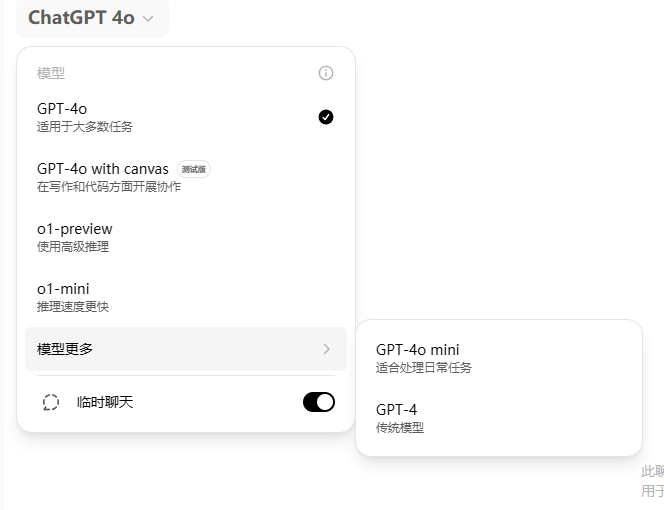 ChatGPT 4o
模型
GPT-4o
适用于大多数任务
GPT-4o with canvas 测试版
在写作和代码方面开展协作
o1-preview
使用高级推理
o1-mini
推理速度更快
模型更多
GPT-4o mini
适合处理日常任务
GPT-4
传统模型
临时聊天
此聊
用于